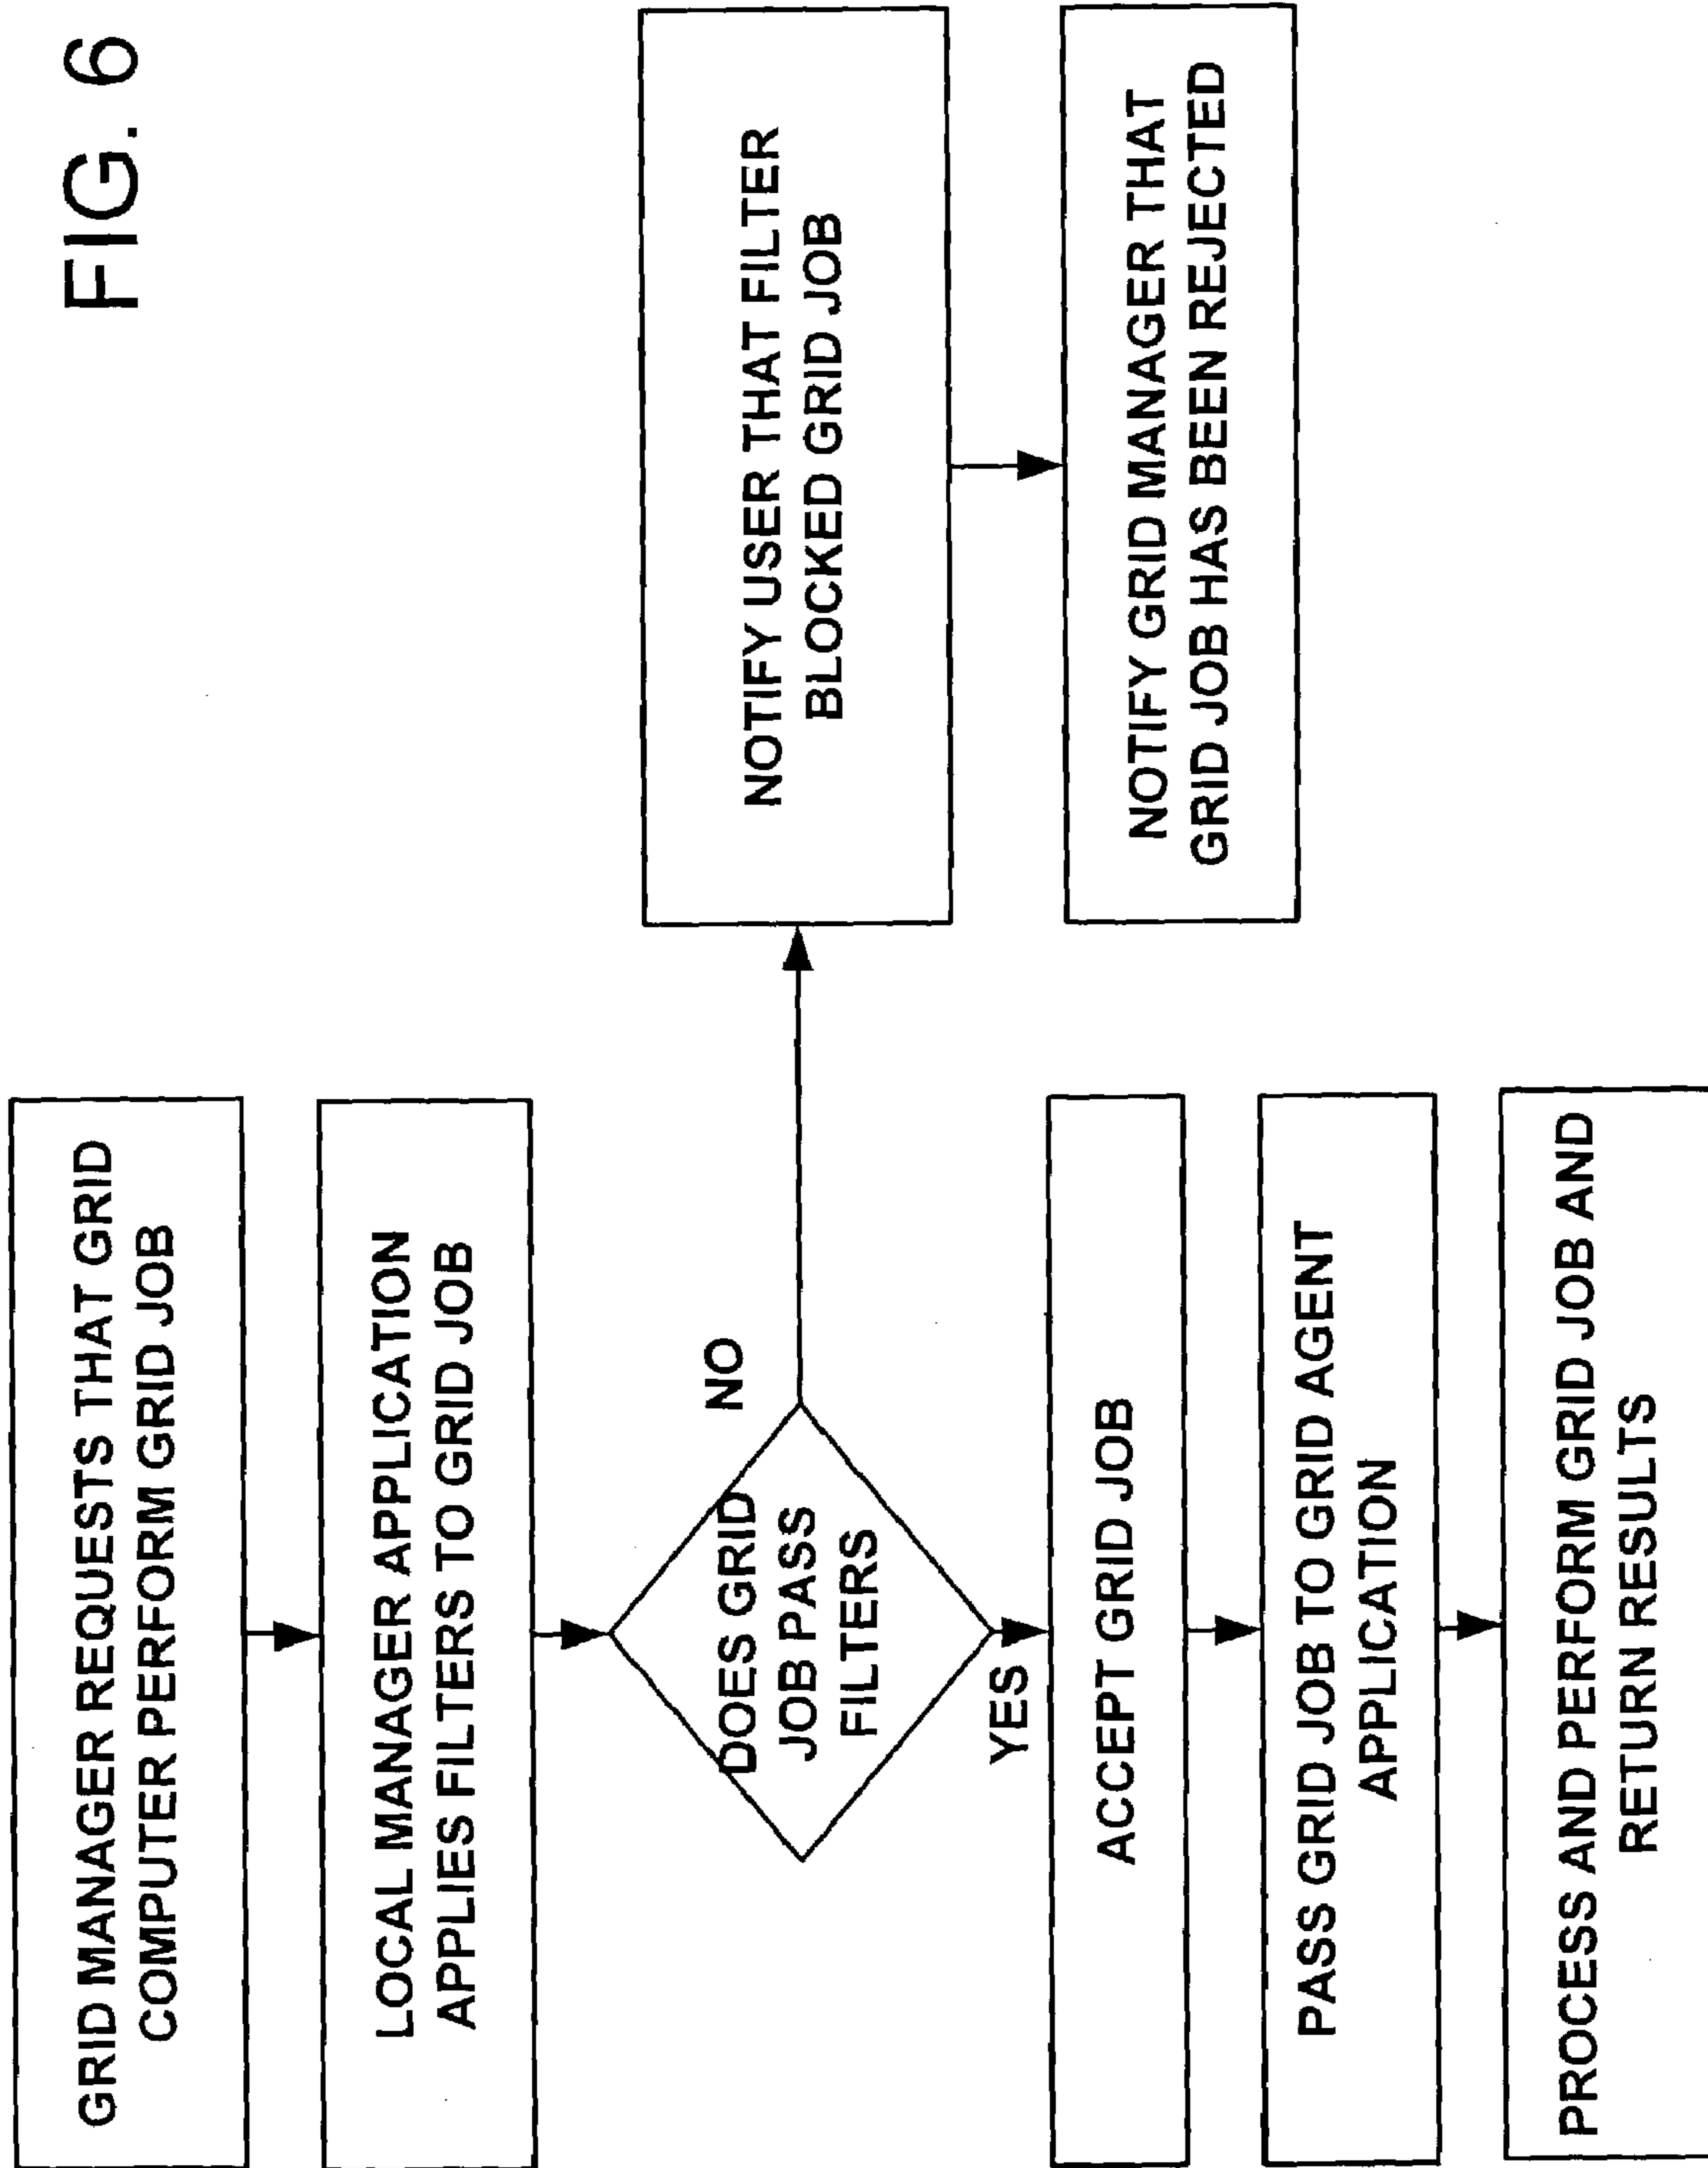 FIG. 6
GRID MANAGER REQUESTS THAT GRID
COMPUTER PERFORM GRID JOB
LOCAL MANAGER APPLICATION
APPLIES FILTERS TO GRID JOB
DOES GRID
JOB PASS
FILTERS
NO
NOTIFY USER THAT FILTER
BLOCKED GRID JOB
NOTIFY GRID MANAGER THAT
GRID JOB HAS BEEN REJECTED
YES
ACCEPT GRID JOB
PASS GRID JOB TO GRID AGENT
APPLICATION
PROCESS AND PERFORM GRID JOB AND
RETURN RESULTS